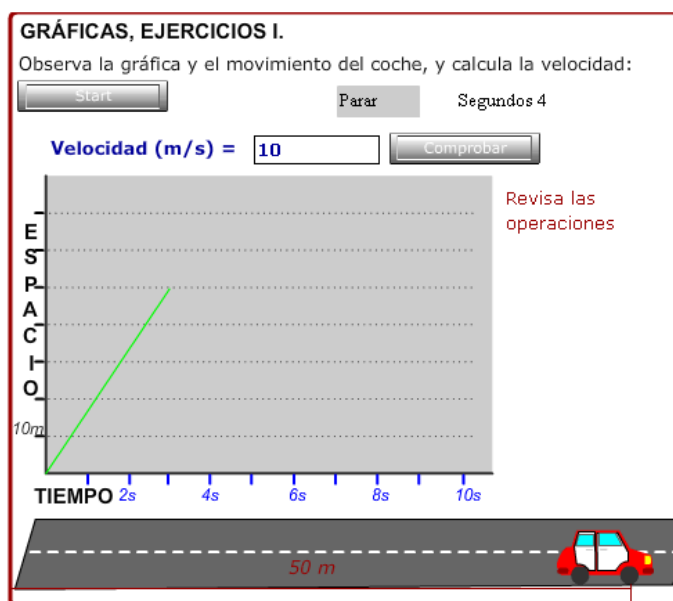 GRÁFICAS, EJERCICIOS I.
Observa la gráfica y el movimiento del coche, y calcula la velocidad:
Start
Parar
Segundos 4
Velocidad (m/s) =
10
Comprobar
Revisa las
operaciones
ESPACIO
10m
TIEMPO
2s
4s
6s
8s
10s
50 m